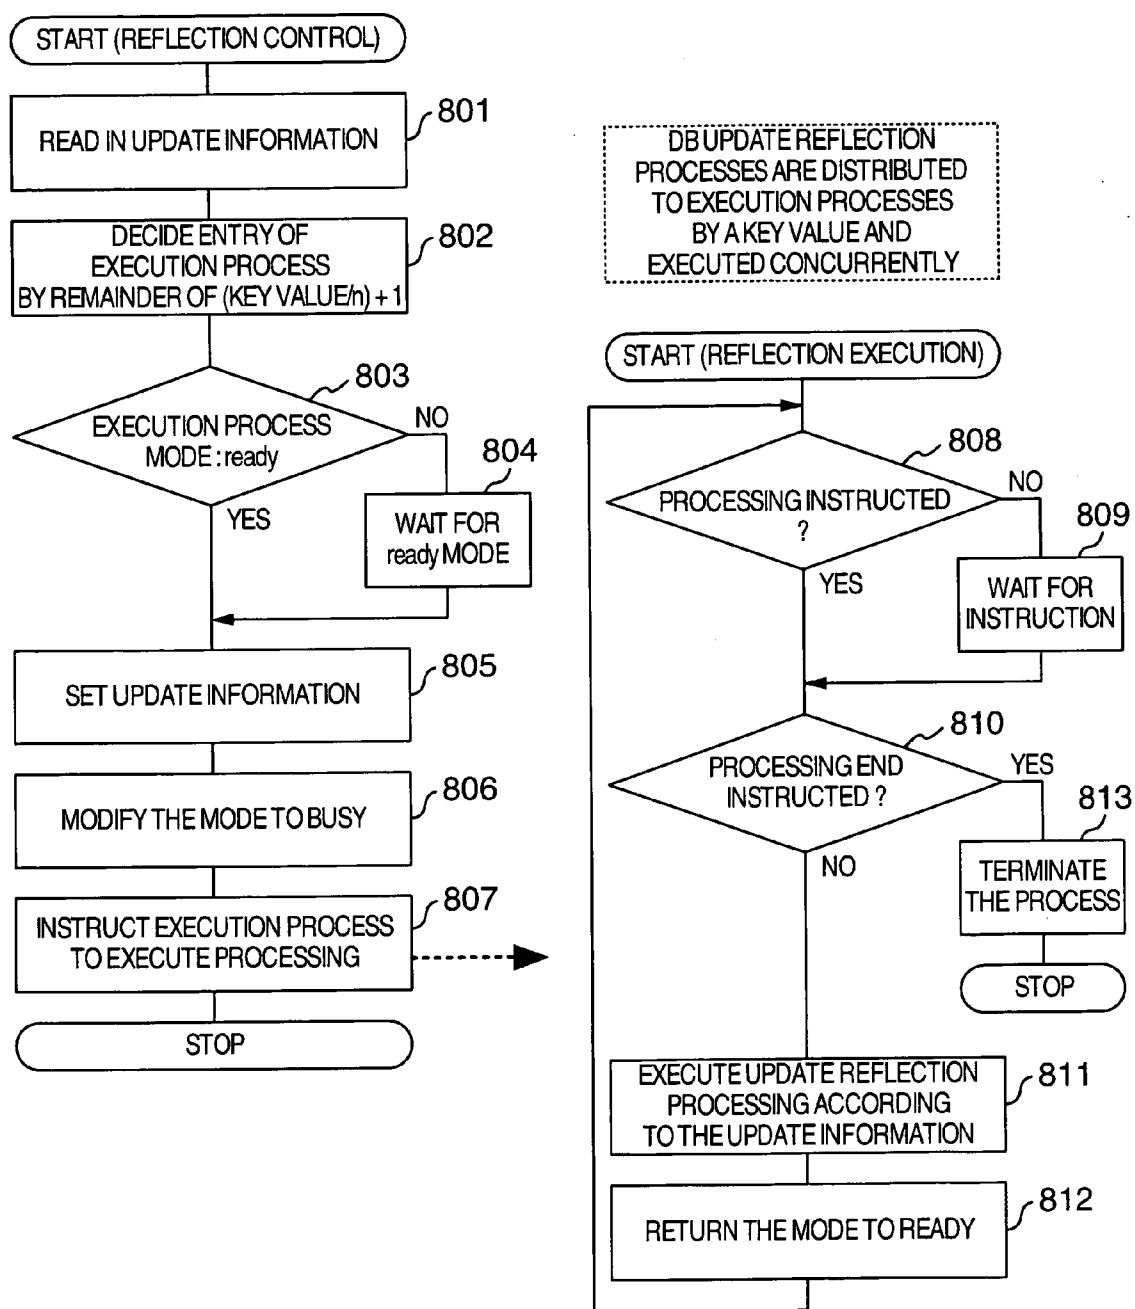 START (REFLECTION CONTROL)
801
READ IN UPDATE INFORMATION
802
DECIDE ENTRY OF
EXECUTION PROCESS
BY REMAINDER OF (KEY VALUE/n) + 1
803
EXECUTION PROCESS
MODE : ready
NO
YES
804
WAIT FOR
ready MODE
805
SET UPDATE INFORMATION
806
MODIFY THE MODE TO BUSY
807
INSTRUCT EXECUTION PROCESS
TO EXECUTE PROCESSING
STOP
DB UPDATE REFLECTION
PROCESSES ARE DISTRIBUTED
TO EXECUTION PROCESSES
BY A KEY VALUE AND
EXECUTED CONCURRENTLY
START (REFLECTION EXECUTION)
808
PROCESSING INSTRUCTED
?
NO
YES
809
WAIT FOR
INSTRUCTION
810
PROCESSING END
INSTRUCTED ?
YES
NO
813
TERMINATE
THE PROCESS
STOP
811
EXECUTE UPDATE REFLECTION
PROCESSING ACCORDING
TO THE UPDATE INFORMATION
812
RETURN THE MODE TO READY